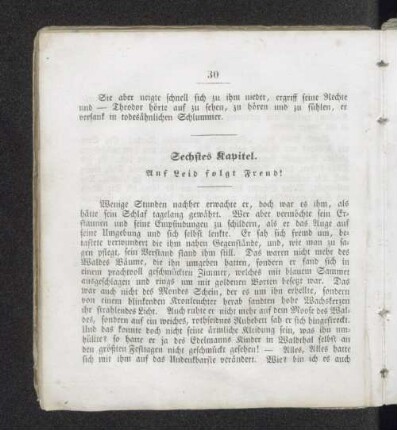 30
Sie aber neigte schnell sich zu ihm nieder, ergriff seine Rechte
und — Theodor hörte auf zu sehen, zu hören und zu fühlen, er
versank in todesähnlichen Schlummer.
Sechstes Kapitel.
Auf Leid folgt Freud!
Wenige Stunden nachher erwachte er, doch war es ihm, als
hätte sein Schlaf tagelang gewährt. Wer aber vermöchte sein Er-
staunen und seine Empfindungen zu schildern, als er das Auge auf
seine Umgebung und sich selbst lenkte. Er sah sich fremd um, be-
tastete verwundert die ihm nahen Gegenstände, und, wie man zu sa-
gen pflegt, sein Verstand stand ihm still. Das waren nicht mehr des
Waldes Bäume, die ihn umgeben hatten, sondern er fand sich in
einem prachtvoll geschmückten Zimmer, welches mit blauem Sammet
ausgeschlagen und rings um mit goldenen Borten besetzt war. Das
war auch nicht des Mondes Schein, der es um ihn erhellte, sondern
von einem blinkenden Kronleuchter herab sandten hohe Wachskerzen
ihr strahlendes Licht. Auch ruhte er nicht mehr auf dem Moose des Wal-
des, sondern auf ein weiches, rothseidnes Ruhebett sah er sich hingestreckt.
Und das konnte doch nicht seine ärmliche Kleidung sein, was ihn um-
hüllte; so hatte er ja des Edelmanns Kinder in Waldthal selbst an
den größten Festtagen nicht geschmückt gesehen! — Alles, Alles hatte
sich mit ihm auf das Undenkbarste verändert. Wird bin ich es auch